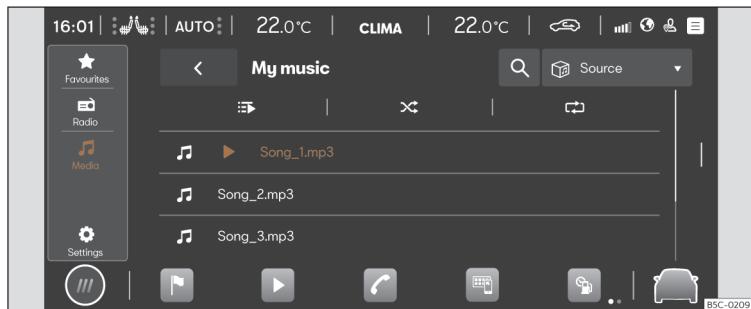 16:01 AUTO 22.0°C CLIMA 22.0°C
Favourites
My music
Source
Radio
Media
Song_1.mp3
Song_2.mp3
Song_3.mp3
Settings
B5C-0209